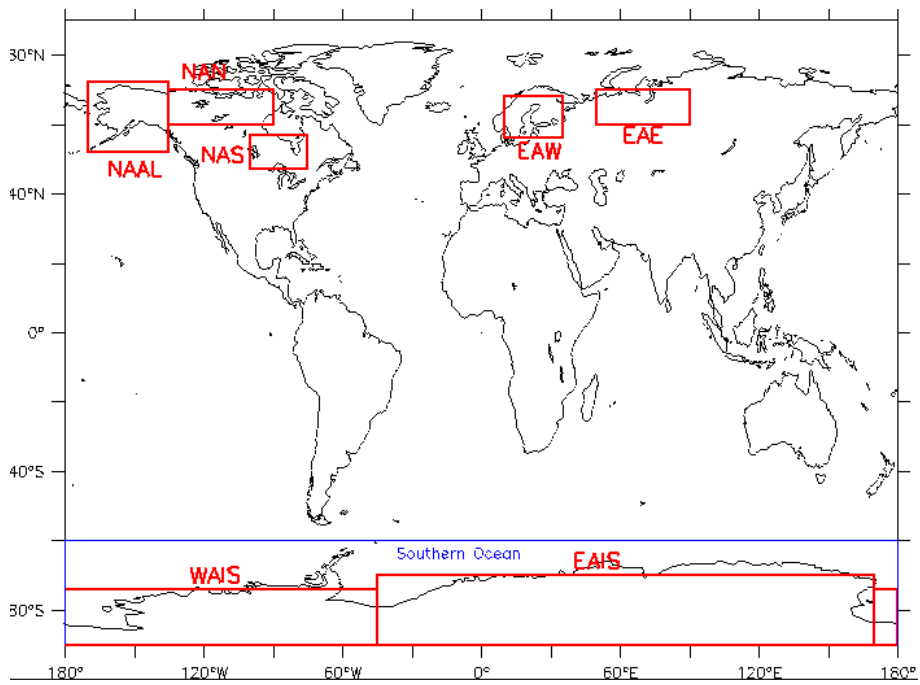 80°N
NAN
NAAL
NAS
EAW
EAE
40°N
0°
40°S
Southern Ocean
WAIS
EAIS
80°S
180°
120°W
60°W
0°
60°E
120°E
180°